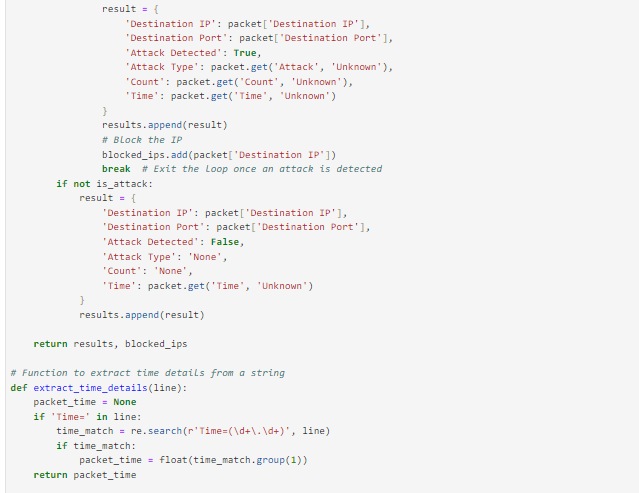 result = {
                'Destination IP': packet['Destination IP'],
                'Destination Port': packet['Destination Port'],
                'Attack Detected': True,
                'Attack Type': packet.get('Attack', 'Unknown'),
                'Count': packet.get('Count', 'Unknown'),
                'Time': packet.get('Time', 'Unknown')
            }
            results.append(result)
            # Block the IP
            blocked_ips.add(packet['Destination IP'])
            break  # Exit the loop once an attack is detected
    if not is_attack:
        result = {
            'Destination IP': packet['Destination IP'],
            'Destination Port': packet['Destination Port'],
            'Attack Detected': False,
            'Attack Type': 'None',
            'Count': 'None',
            'Time': packet.get('Time', 'Unknown')
        }
        results.append(result)

    return results, blocked_ips

# Function to extract time details from a string
def extract_time_details(line):
    packet_time = None
    if 'Time=' in line:
        time_match = re.search(r'Time=(\d+\.\d+)', line)
        if time_match:
            packet_time = float(time_match.group(1))
    return packet_time